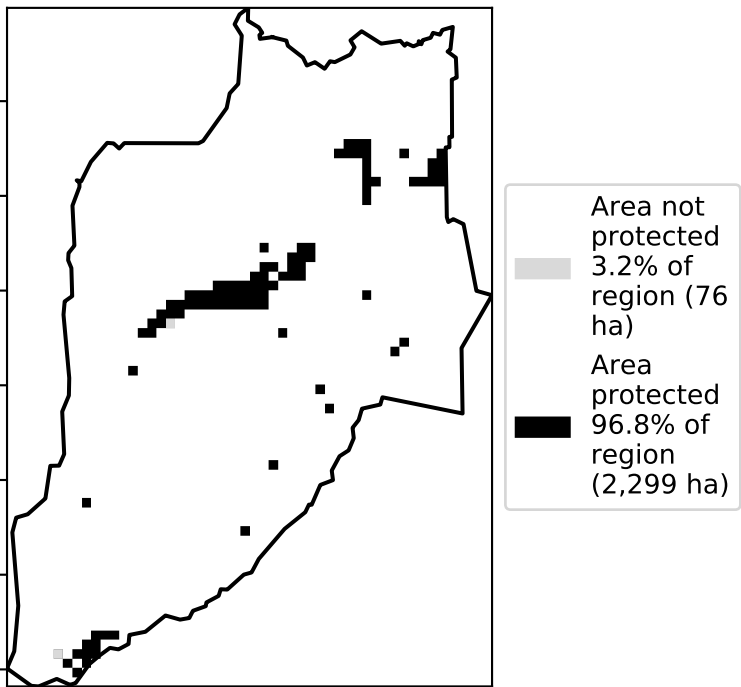 Area not
protected
3.2% of
region (76
ha)
Area
protected
96.8% of
region
(2,299 ha)